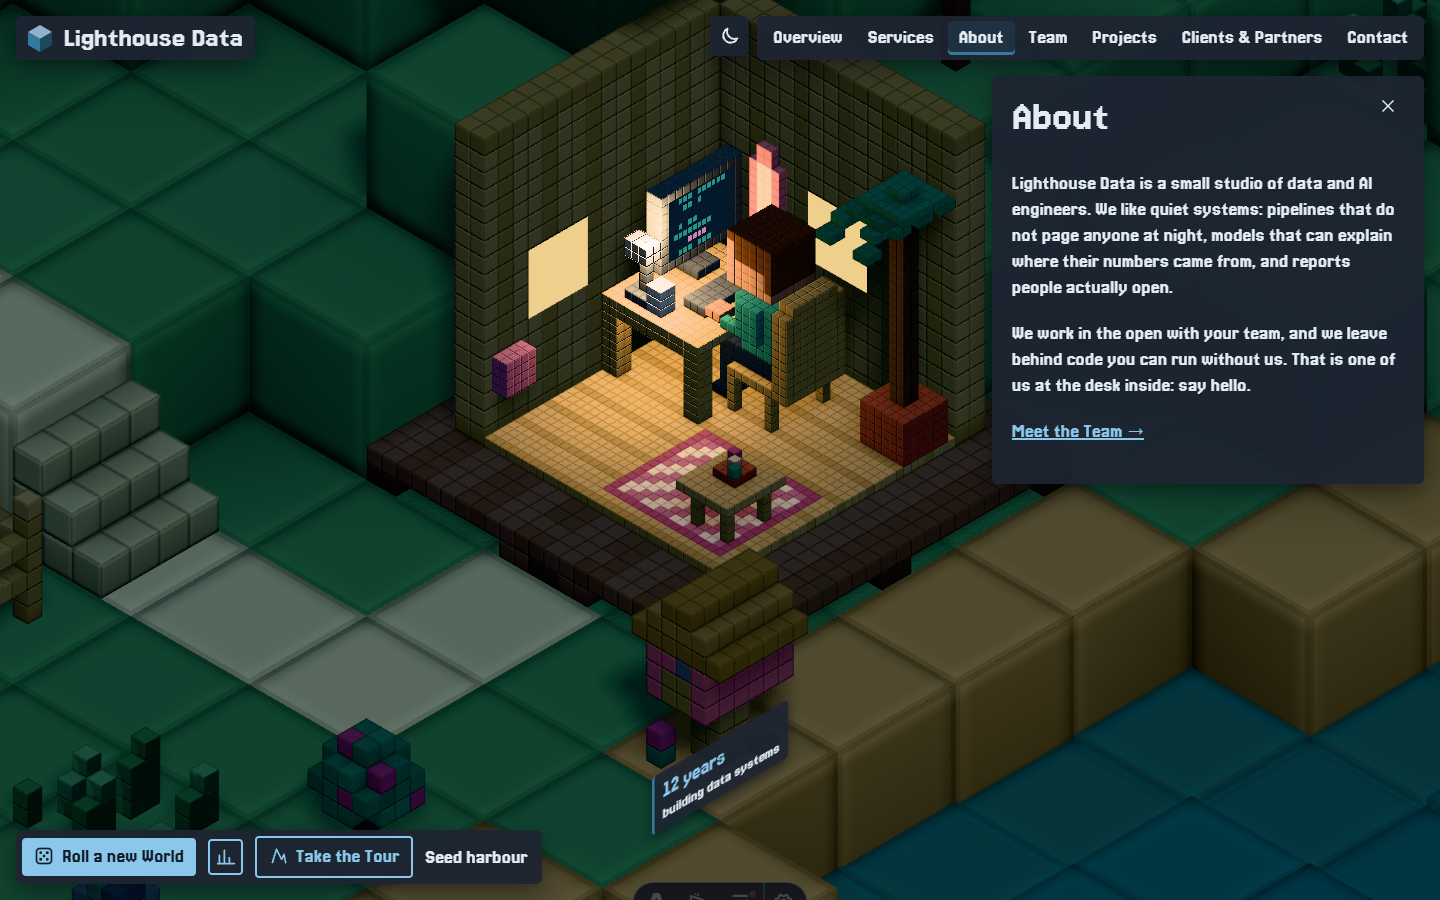 Lighthouse Data
Overview
Services
About
Team
Projects
Clients & Partners
Contact
About
Lighthouse Data is a small studio of data and AI
engineers. We like quiet systems: pipelines that do
not page anyone at night, models that can explain
where their numbers came from, and reports
people actually open.
We work in the open with your team, and we leave
behind code you can run without us. That is one of
us at the desk inside: say hello.
Meet the Team →
12 years
building data systems
Roll a new World
Take the Tour
Seed harbour